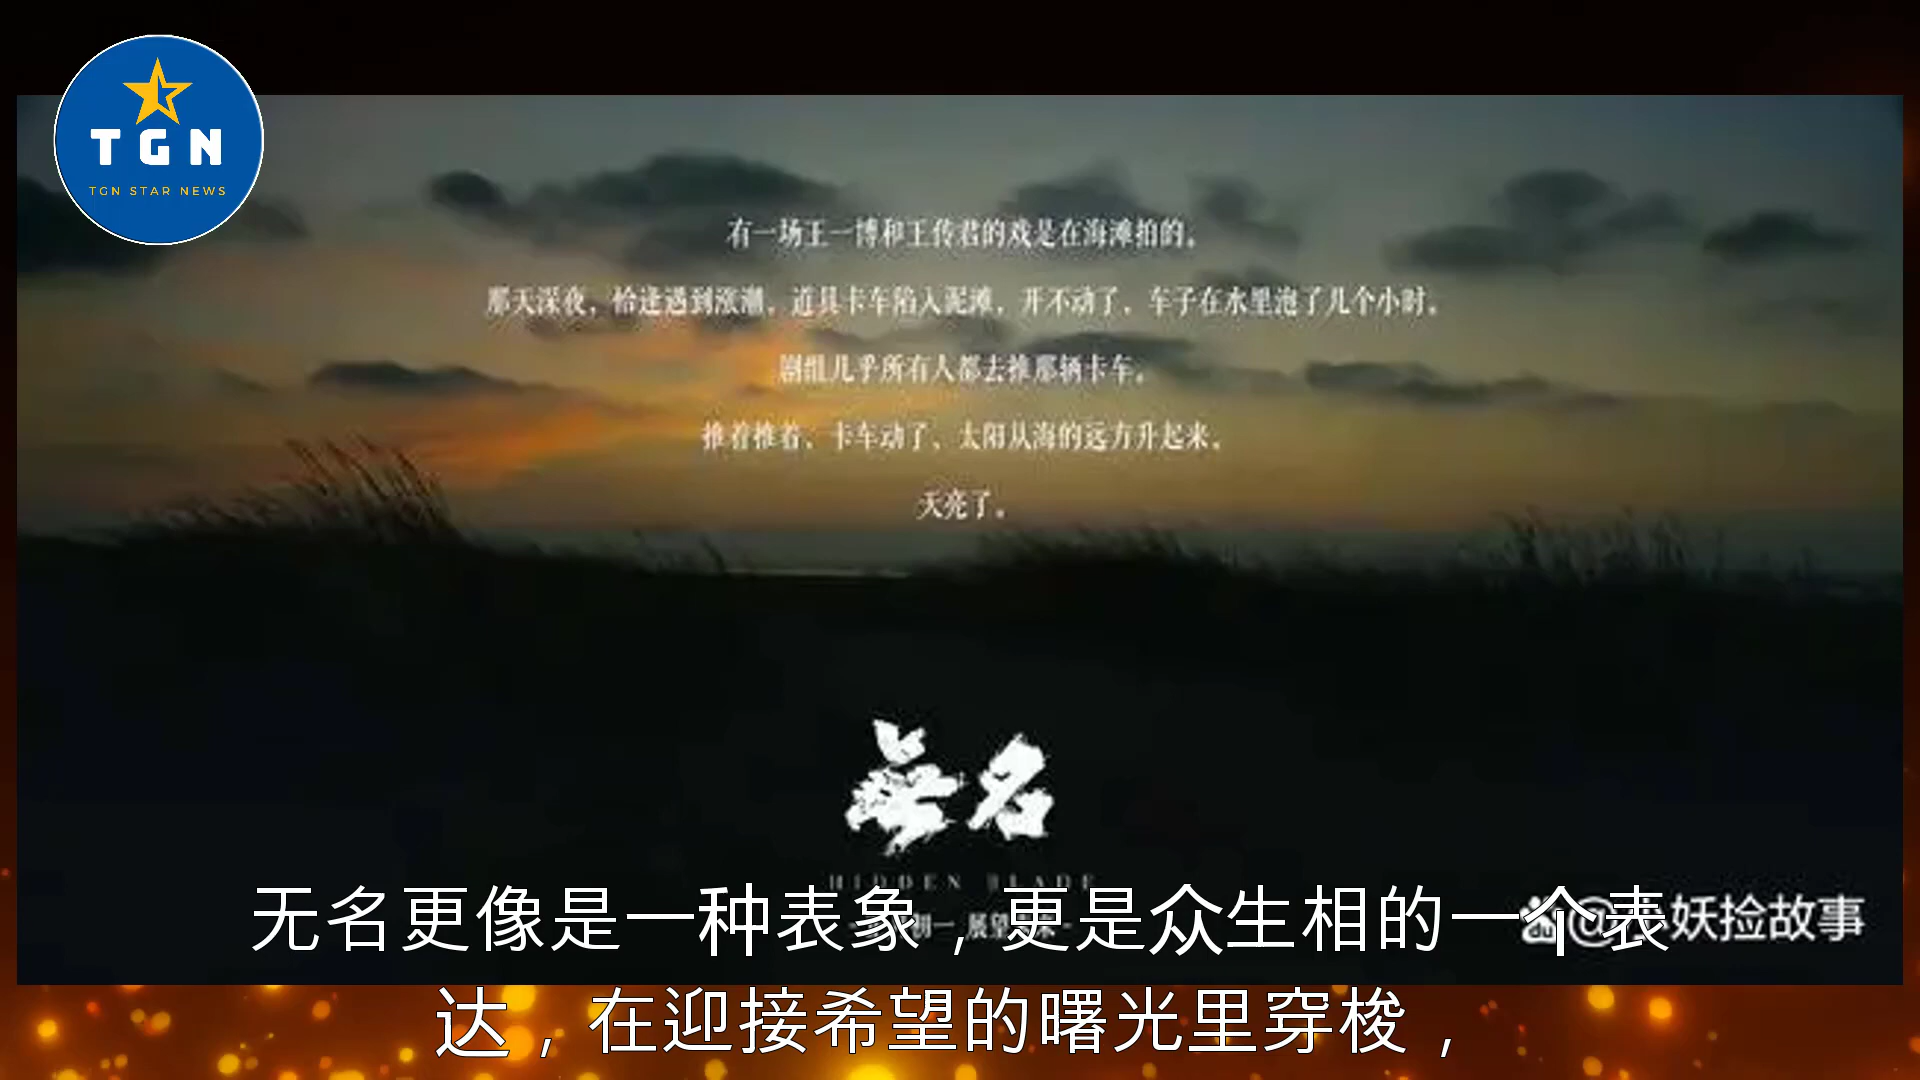 TGN
TGN STAR NEWS
有一场王一博和王传君的戏是在海滩拍的。
那天深夜，恰逢遇到涨潮，道具卡车陷入泥滩，开不动了，车子在水里泡了几个小时。
剧组几乎所有人都去推那辆卡车。
推着推着，卡车动了，太阳从海的远方升起来。
天亮了。
無名
HIDDEN BLADE
初一，展望
无名更像是一种表象，更是众生相的一个表
@ 妖捡故事
达，在迎接希望的曙光里穿梭，